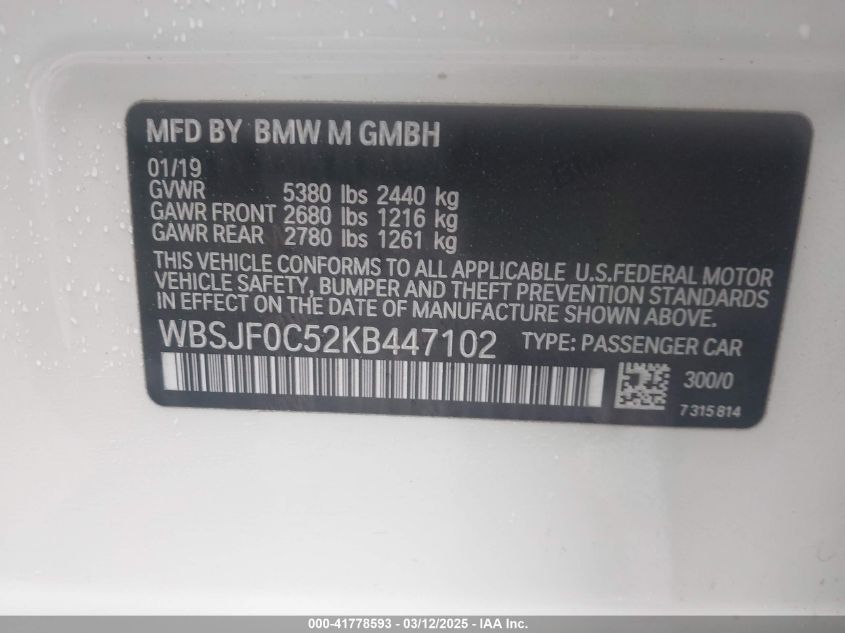 MFD BY BMW M GMBH
01/19
GVWR 5380 lbs 2440 kg
GAWR FRONT 2680 lbs 1216 kg
GAWR REAR 2780 lbs 1261 kg
THIS VEHICLE CONFORMS TO ALL APPLICABLE U.S.FEDERAL MOTOR
VEHICLE SAFETY, BUMPER AND THEFT PREVENTION STANDARDS
IN EFFECT ON THE DATE OF MANUFACTURE SHOWN ABOVE.
WBSJF0C52KB447102 TYPE: PASSENGER CAR
300/0
7315814
000-41778593 - 03/12/2025 - IAA Inc.